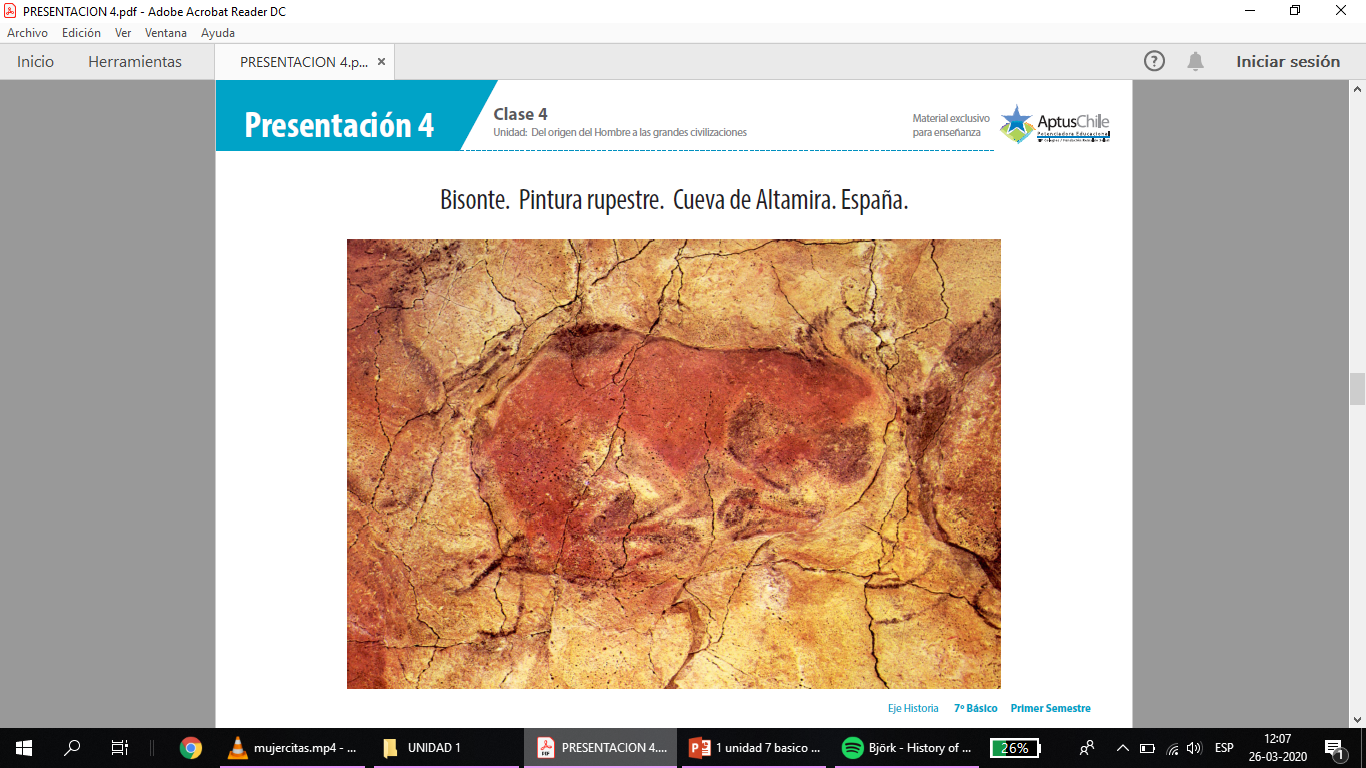 PRESENTACION 4.pdf - Adobe Acrobat Reader DC
Archivo Edición Ver Ventana Ayuda
Inicio Herramientas PRESENTACION 4.p... Iniciar sesión
Presentación 4
Clase 4
Unidad: Del origen del Hombre a las grandes civilizaciones
Material exclusivo
para enseñanza
AptusChile
Potenciadora Educacional
Bisonte. Pintura rupestre. Cueva de Altamira. España.
Eje Historia 7º Básico Primer Semestre
mujercitas.mp4 - ... UNIDAD 1 PRESENTACION 4.... 1 unidad 7 basico ... Björk - History of ... 26% ESP 12:07
26-03-2020 1